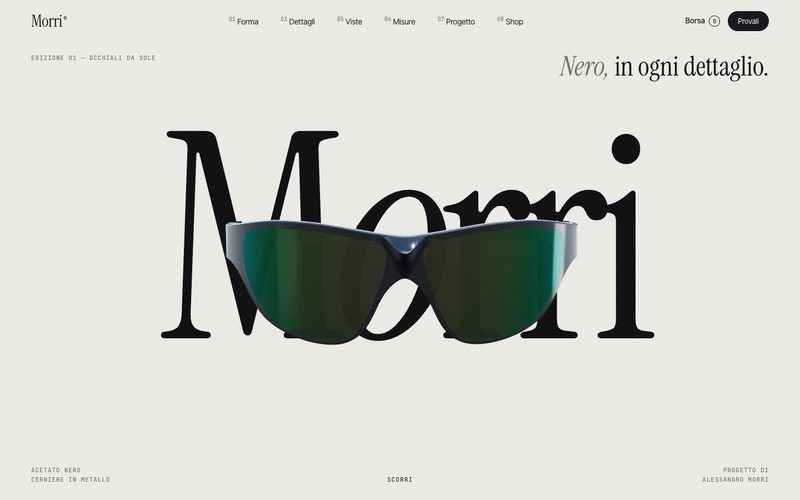 Morri®
01 Forma
03 Dettagli
05 Viste
06 Misure
07 Progetto
08 Shop
Borsa 0
Provali
EDIZIONE 01 — OCCHIALI DA SOLE
Nero, in ogni dettaglio.
Morri
ACETATO NERO
CERNIERE IN METALLO
SCORRI
PROGETTO DI
ALESSANDRO MORRI